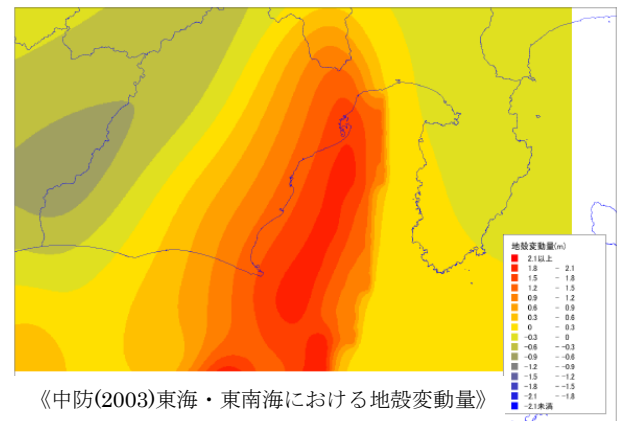 地殻変動量(m)
2.1以上
1.8 - 2.1
1.5 - 1.8
1.2 - 1.5
0.9 - 1.2
0.6 - 0.9
0.3 - 0.6
0 - 0.3
-0.3 - 0
-0.6 - -0.3
-0.9 - -0.6
-1.2 - -0.9
-1.5 - -1.2
-1.8 - -1.5
-2.1 - -1.8
-2.1未満
《中防(2003)東海・東南海における地殻変動量》